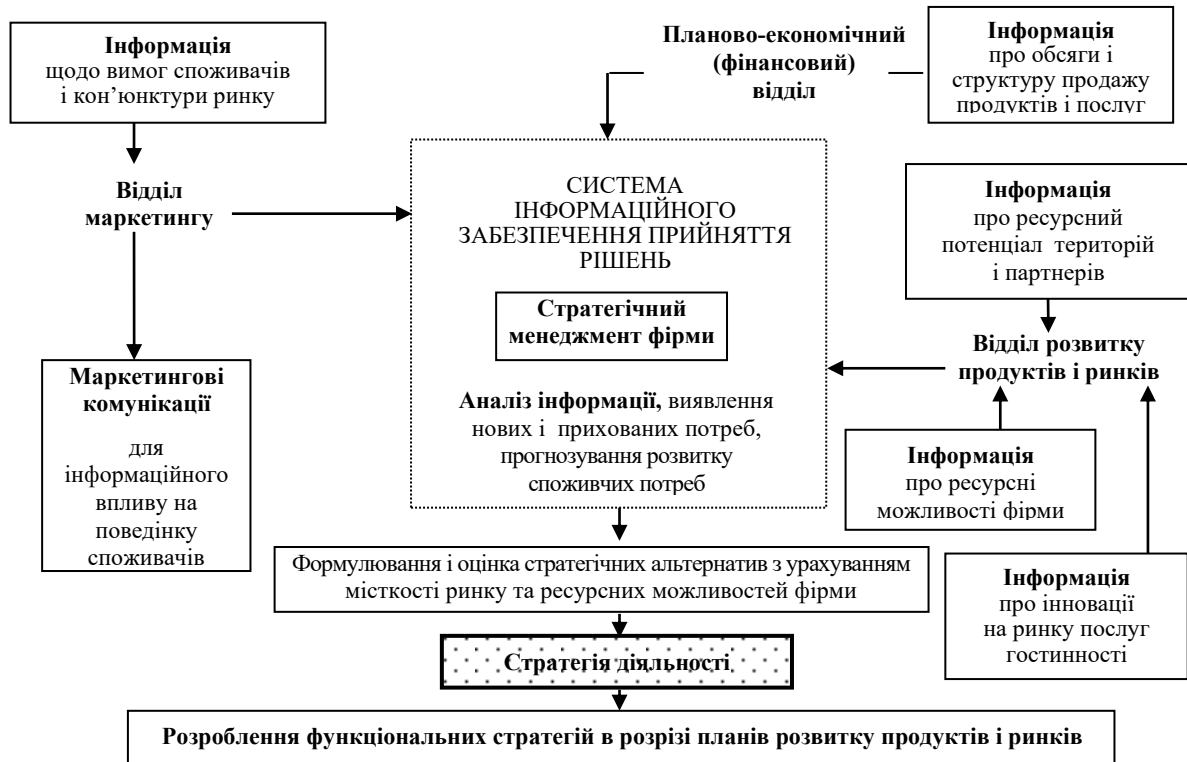 Інформація
щодо вимог споживачів
і кон’юнктури ринку
Планово-економічний
(фінансовий)
відділ
Інформація
про обсяги і
структуру продажу
продуктів і послуг
Відділ
маркетингу
СИСТЕМА
ІНФОРМАЦІЙНОГО
ЗАБЕЗПЕЧЕННЯ ПРИЙНЯТТЯ
РІШЕНЬ
Стратегічний
менеджмент фірми
Аналіз інформації, виявлення
нових і прихованих потреб,
прогнозування розвитку
споживчих потреб
Інформація
про ресурсний
потенціал територій
і партнерів
Відділ розвитку
продуктів і ринків
Маркетингові
комунікації
для
інформаційного
впливу на
поведінку
споживачів
Інформація
про ресурсні
можливості фірми
Інформація
про інновації
на ринку послуг
гостинності
Формулювання і оцінка стратегічних альтернатив з урахуванням
місткості ринку та ресурсних можливостей фірми
Стратегія діяльності
Розроблення функціональних стратегій в розрізі планів розвитку продуктів і ринків